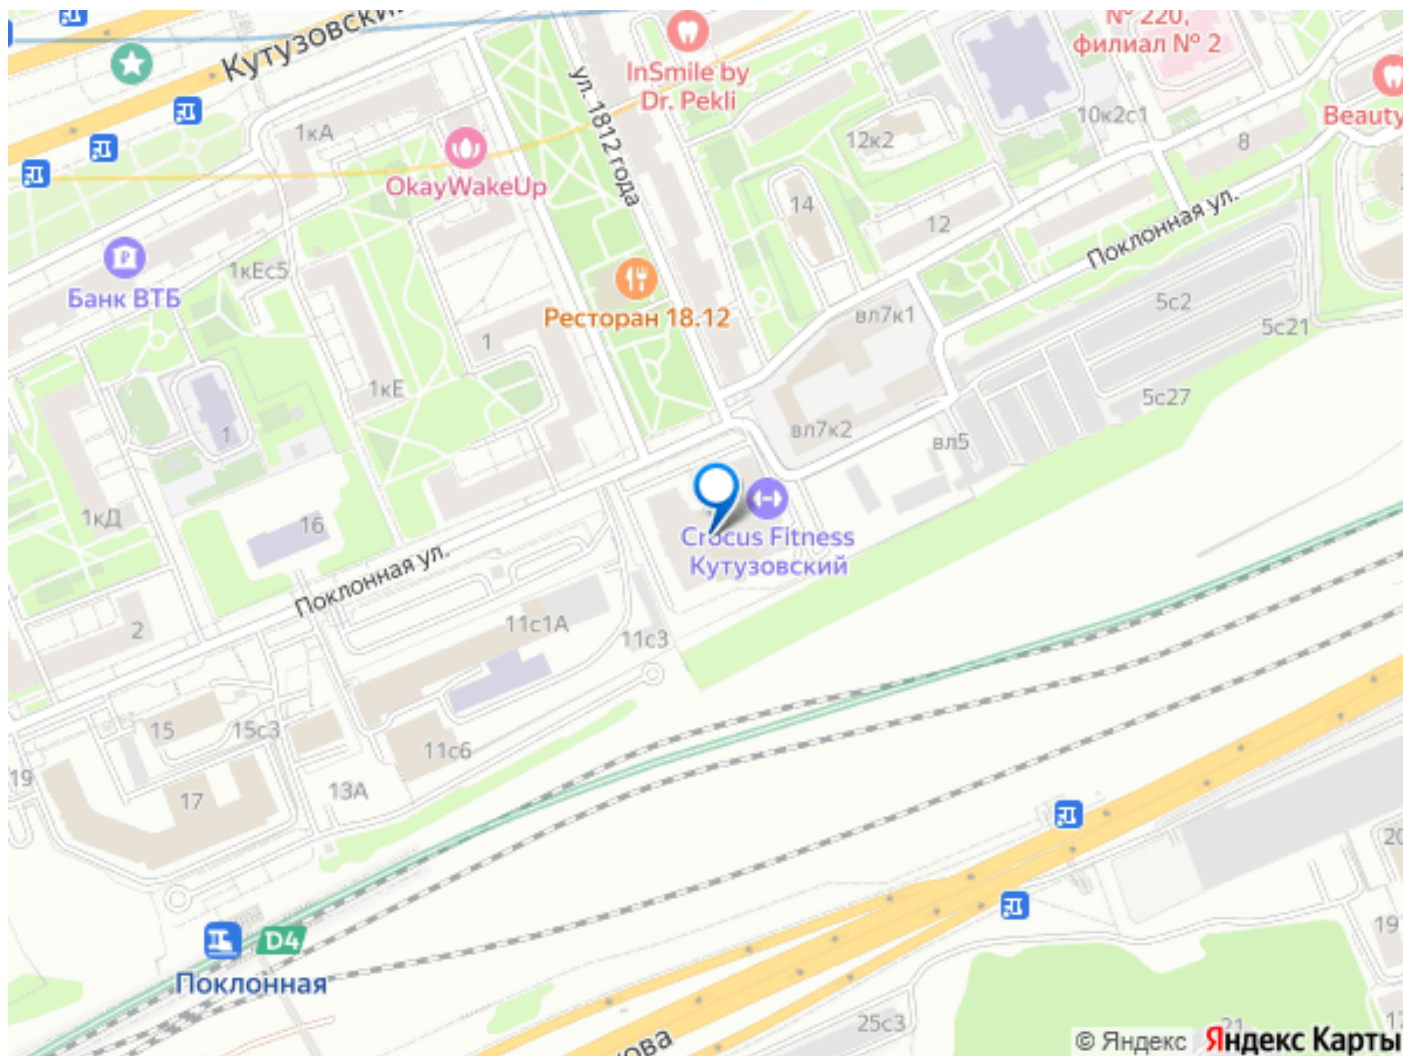 № 220,
филиал № 2
Кутузовский
ул. 1812 года
InSmile by
Dr. Pekli
Beauty
10к2с1
1кА
12к2
8
OkayWakeUp
14
12
Поклонная ул.
Банк ВТБ
1кЕс5
Ресторан 18.12
вл7к1
5с2
5с21
1
1кЕ
5с27
1
вл7к2
вл5
1кД
16
Crocus Fitness
Кутузовский
Поклонная ул.
2
11с1А
11с3
15
15с3
11с6
19
17
13А
20
D4
Поклонная
19
25с3
21
17
кова
© Яндекс Яндекс Карты